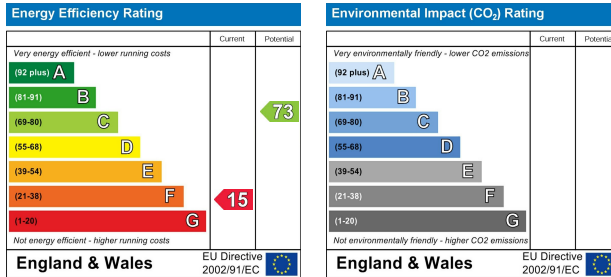 Energy Efficiency Rating
Current Potential
Very energy efficient - lower running costs
(92 plus) A
(81-91) B
(69-80) C
73
(55-68) D
(39-54) E
(21-38) F
15
(1-20) G
Not energy efficient - higher running costs
England & Wales
EU Directive
2002/91/EC
Environmental Impact (CO₂) Rating
Current Potentia
Very environmentally friendly - lower CO2 emissions
(92 plus) A
(81-91) B
(69-80) C
(55-68) D
(39-54) E
(21-38) F
(1-20) G
Not environmentally friendly - higher CO2 emissions
England & Wales
EU Directive
2002/91/EC